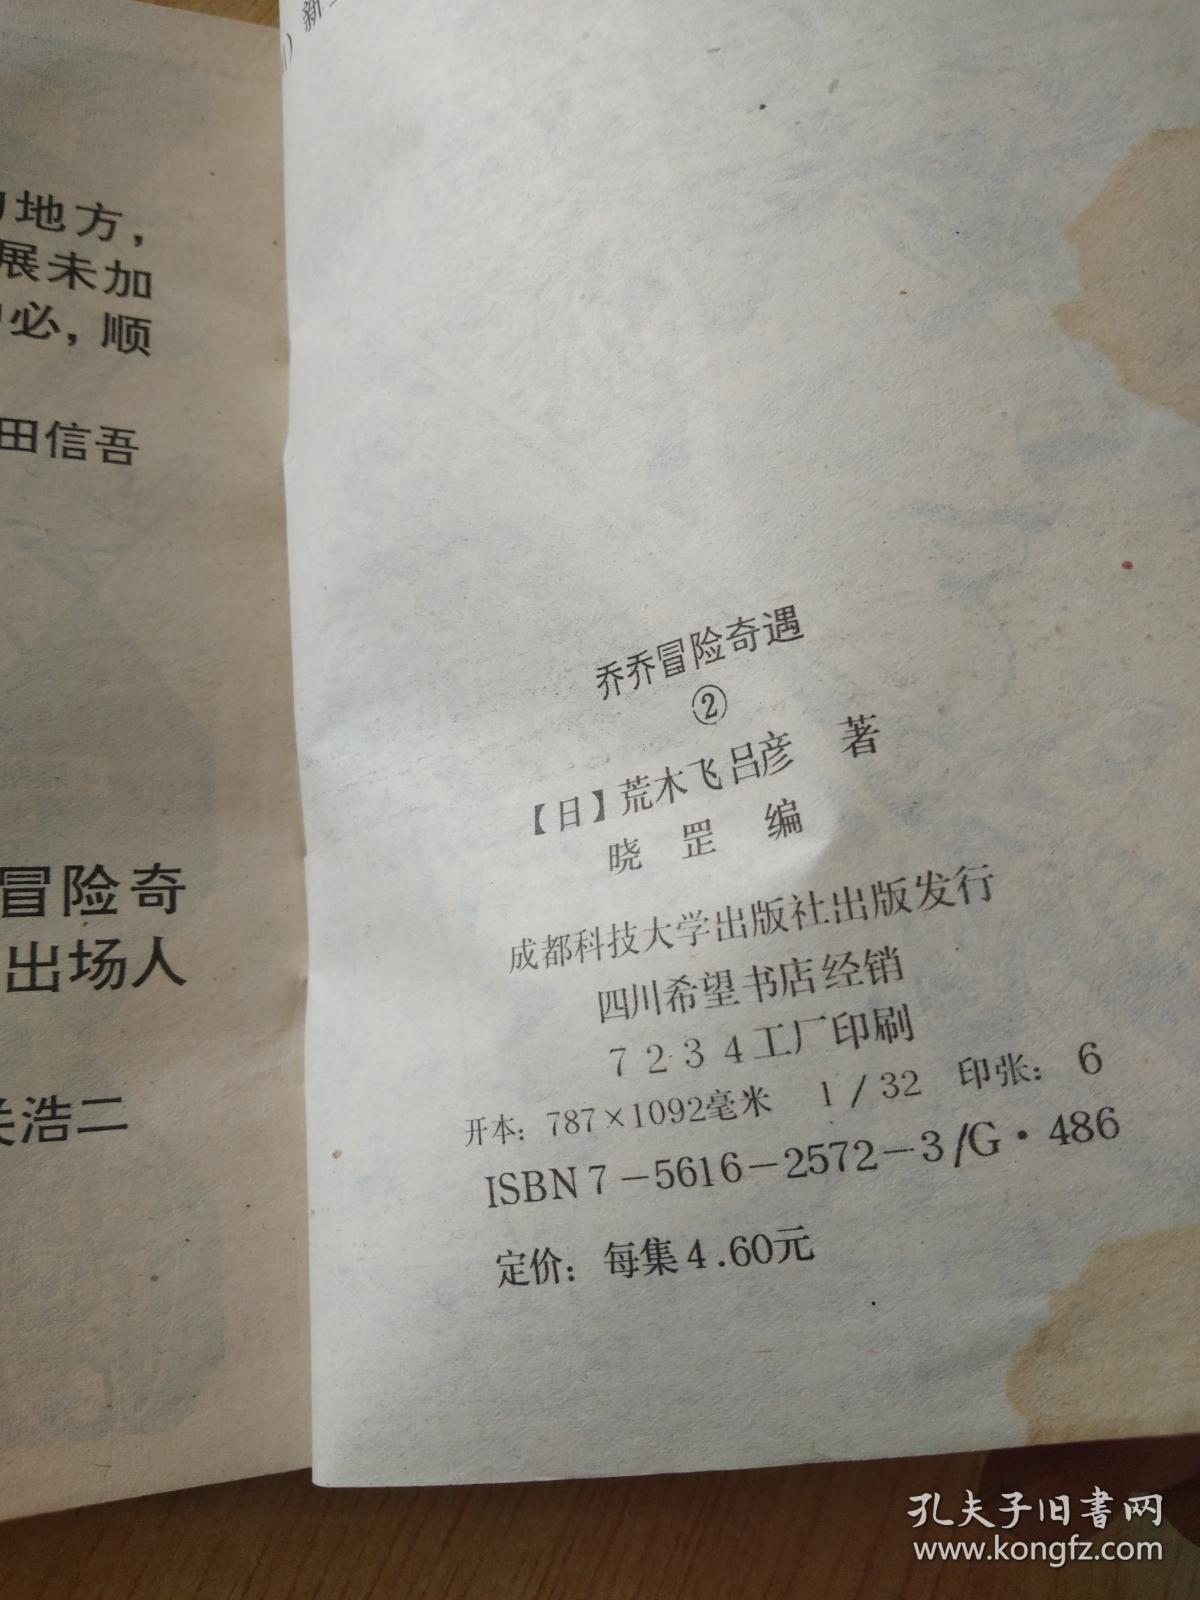 地方，
展未加
必，顺
田信吾
冒险奇
出场人
浩二
新
乔乔冒险奇遇
②
【日】荒木飞吕彦 著
晓 罡 编
成都科技大学出版社出版发行
四川希望书店经销
7234工厂印刷
开本：787×1092毫米 1/32 印张：6
ISBN7-5616-2572-3/G·486
定价：每集4.60元
孔夫子旧书网
www.kongfz.com